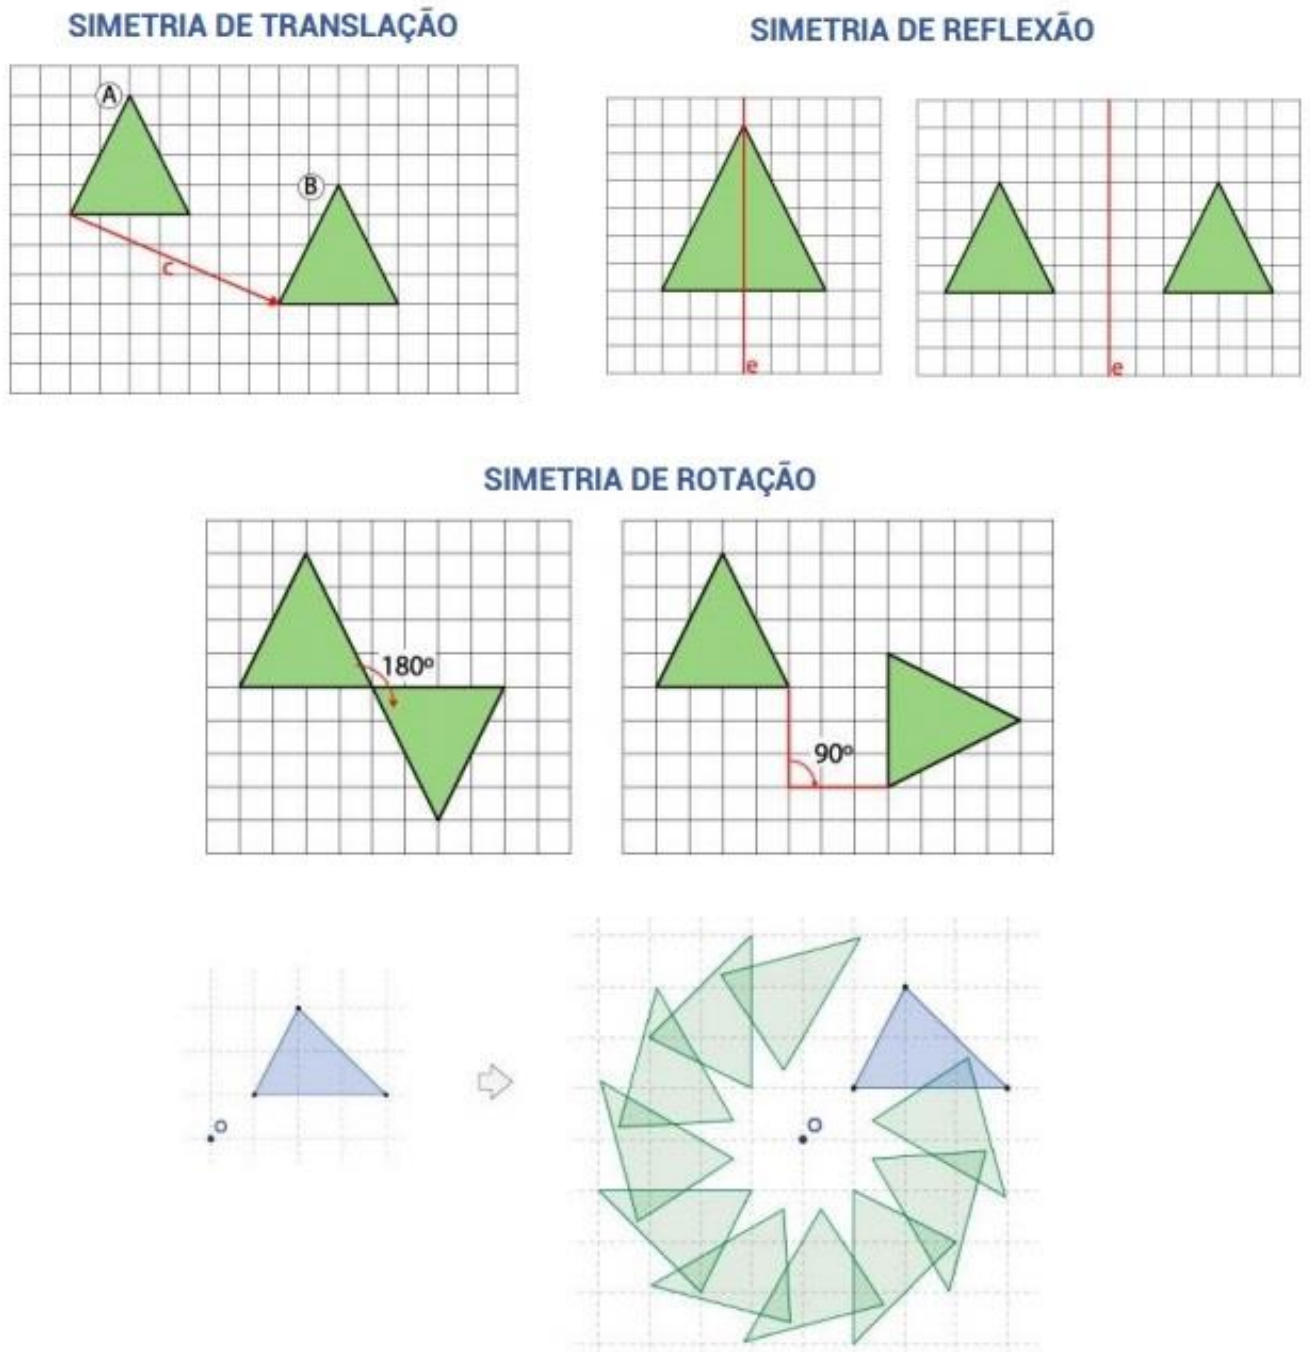 SIMETRIA DE TRANSLAÇÃO
A
B
c
SIMETRIA DE REFLEXÃO
e
e
SIMETRIA DE ROTAÇÃO
180º
90º
O
O